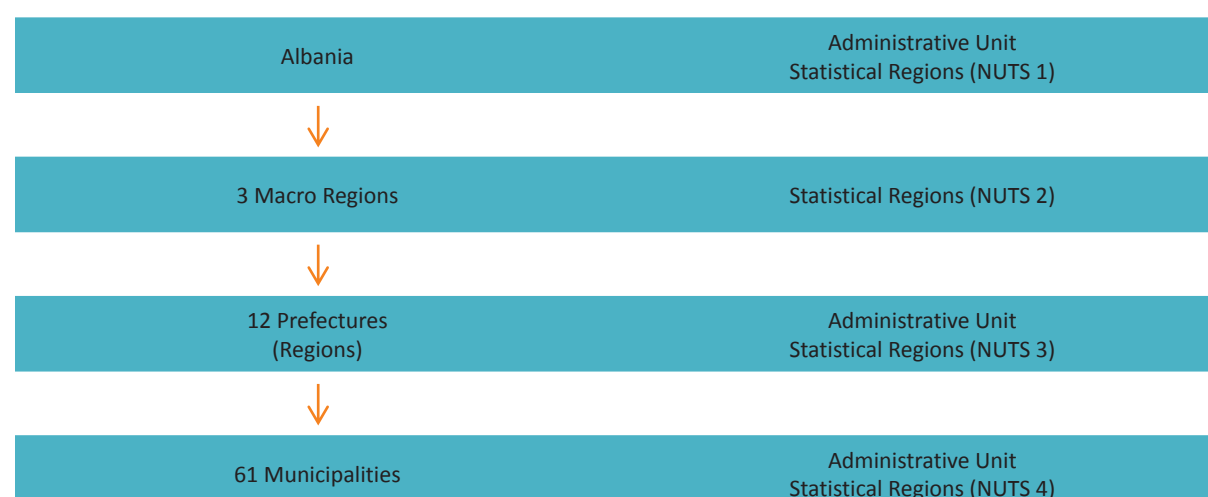 Albania
Administrative Unit
Statistical Regions (NUTS 1)
3 Macro Regions
Statistical Regions (NUTS 2)
12 Prefectures
(Regions)
Administrative Unit
Statistical Regions (NUTS 3)
61 Municipalities
Administrative Unit
Statistical Regions (NUTS 4)